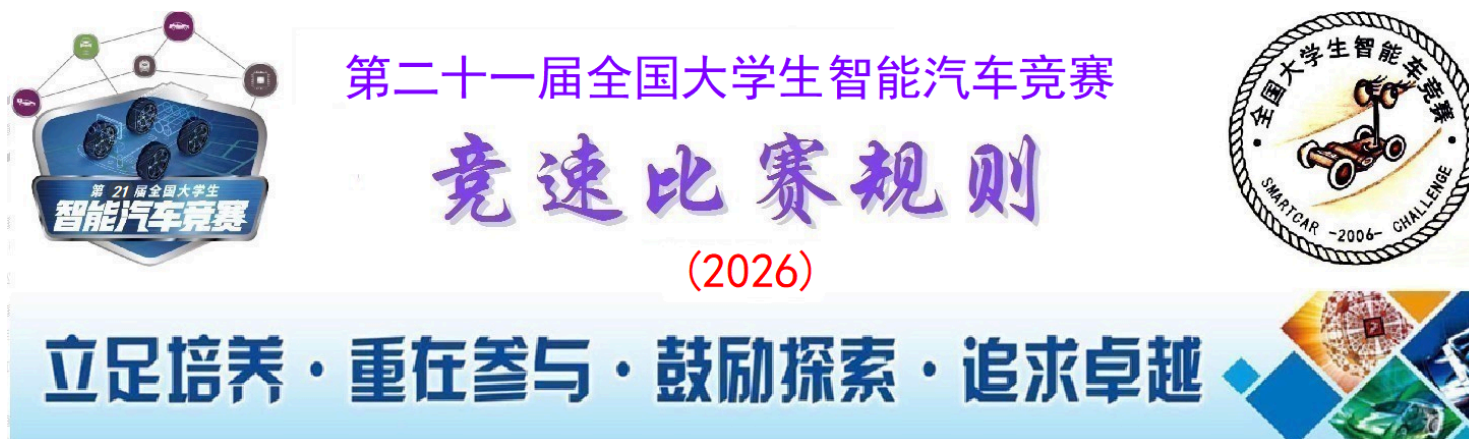 第二十一届全国大学生智能汽车竞赛
竞速比赛规则
(2026)
第 21 届全国大学生
智能汽车竞赛
全国大学生智能车竞赛
SMARTCAR -2006- CHALLENGE
立足培养·重在参与·鼓励探索·追求卓越